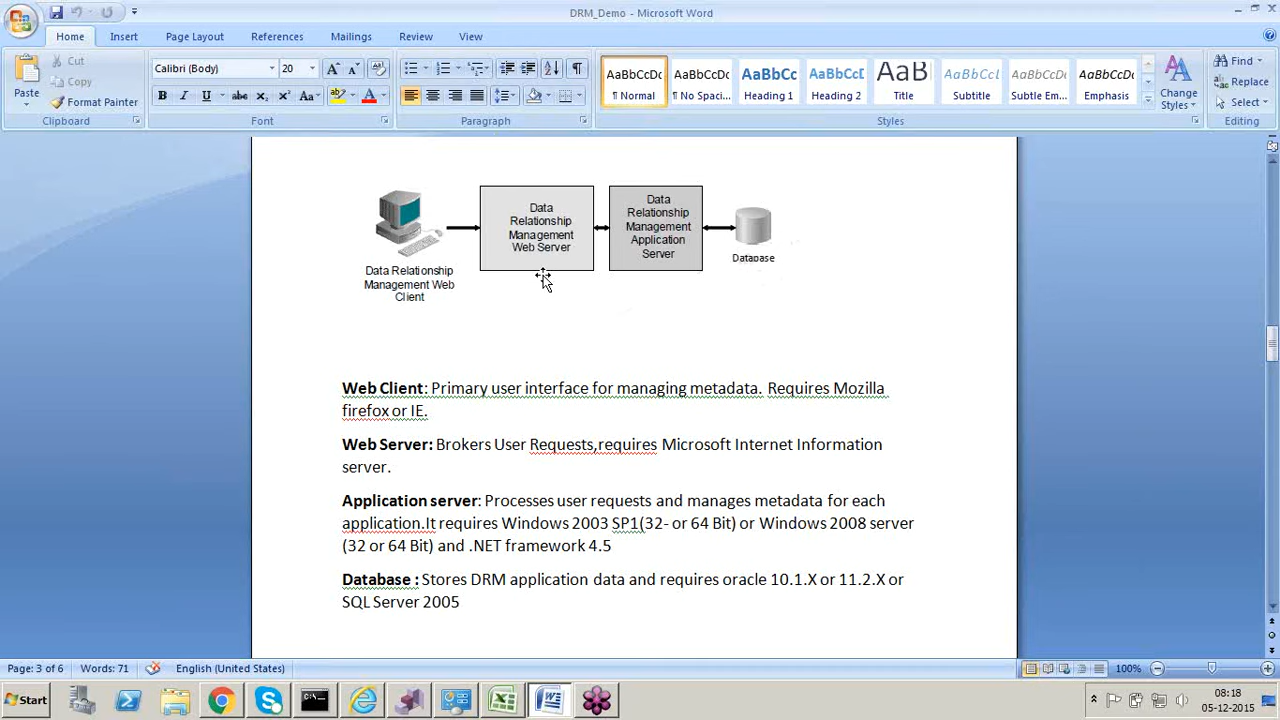 DRM_Demo - Microsoft Word
Home
Insert
Page Layout
References
Mailings
Review
View
Paste
Cut
Copy
Format Painter
Clipboard
Calibri (Body)
20
Font
Paragraph
AaBbCcDc
¶ Normal
AaBbCcDc
¶ No Spaci...
AaBbCc
Heading 1
AaBbCc
Heading 2
AaB
Title
AaBbCcL
Subtitle
AaBbCcDc
Subtle Em...
AaBbCcDc
Emphasis
Change
Styles
Styles
Find
Replace
Select
Editing
Data Relationship
Management Web
Client
Data
Relationship
Management
Web Server
Data
Relationship
Management
Application
Server
Database
Web Client: Primary user interface for managing metadata. Requires Mozilla
firefox or IE.
Web Server: Brokers User Requests,requires Microsoft Internet Information
server.
Application server: Processes user requests and manages metadata for each
application.It requires Windows 2003 SP1(32- or 64 Bit) or Windows 2008 server
(32 or 64 Bit) and .NET framework 4.5
Database : Stores DRM application data and requires oracle 10.1.X or 11.2.X or
SQL Server 2005
Page: 3 of 6
Words: 71
English (United States)
100%
Start
08:18
05-12-2015